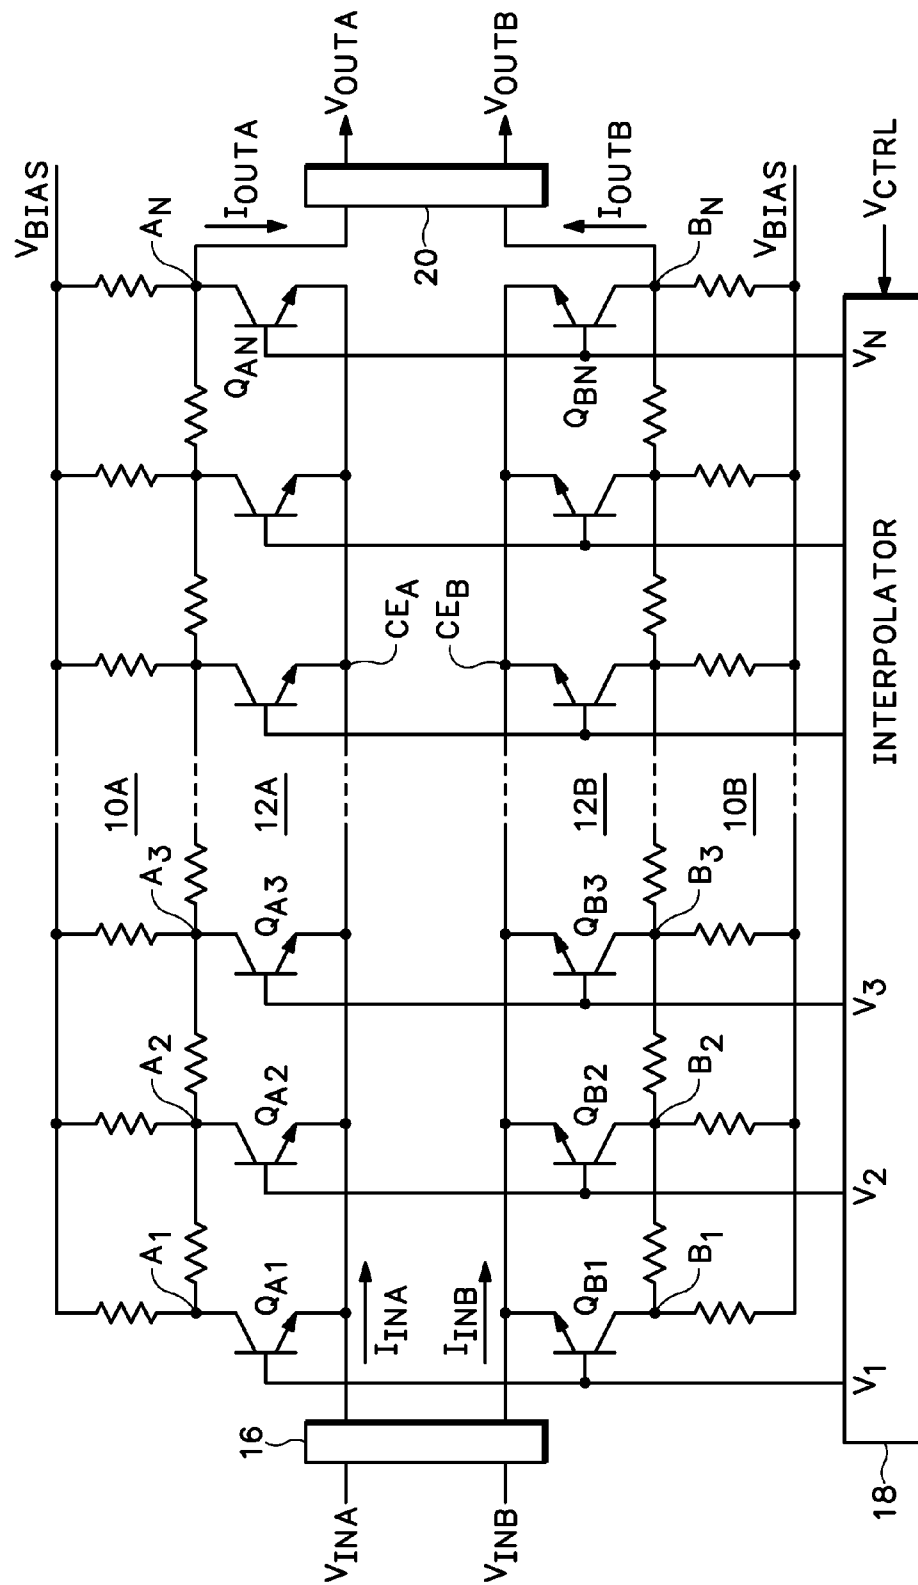 VBIAS
AN
IOUTA
VOUTA
QAN
10A
A3
A2
A1
12A
QA3
QA2
QA1
CEA
IINA
16
VINA
20
CEB
IINB
VINB
VOUTB
IOUTB
BN
QBN
12B
QB3
QB2
QB1
10B
B3
B2
B1
VBIAS
V1
V2
V3
INTERPOLATOR
VN
VCTRL
18